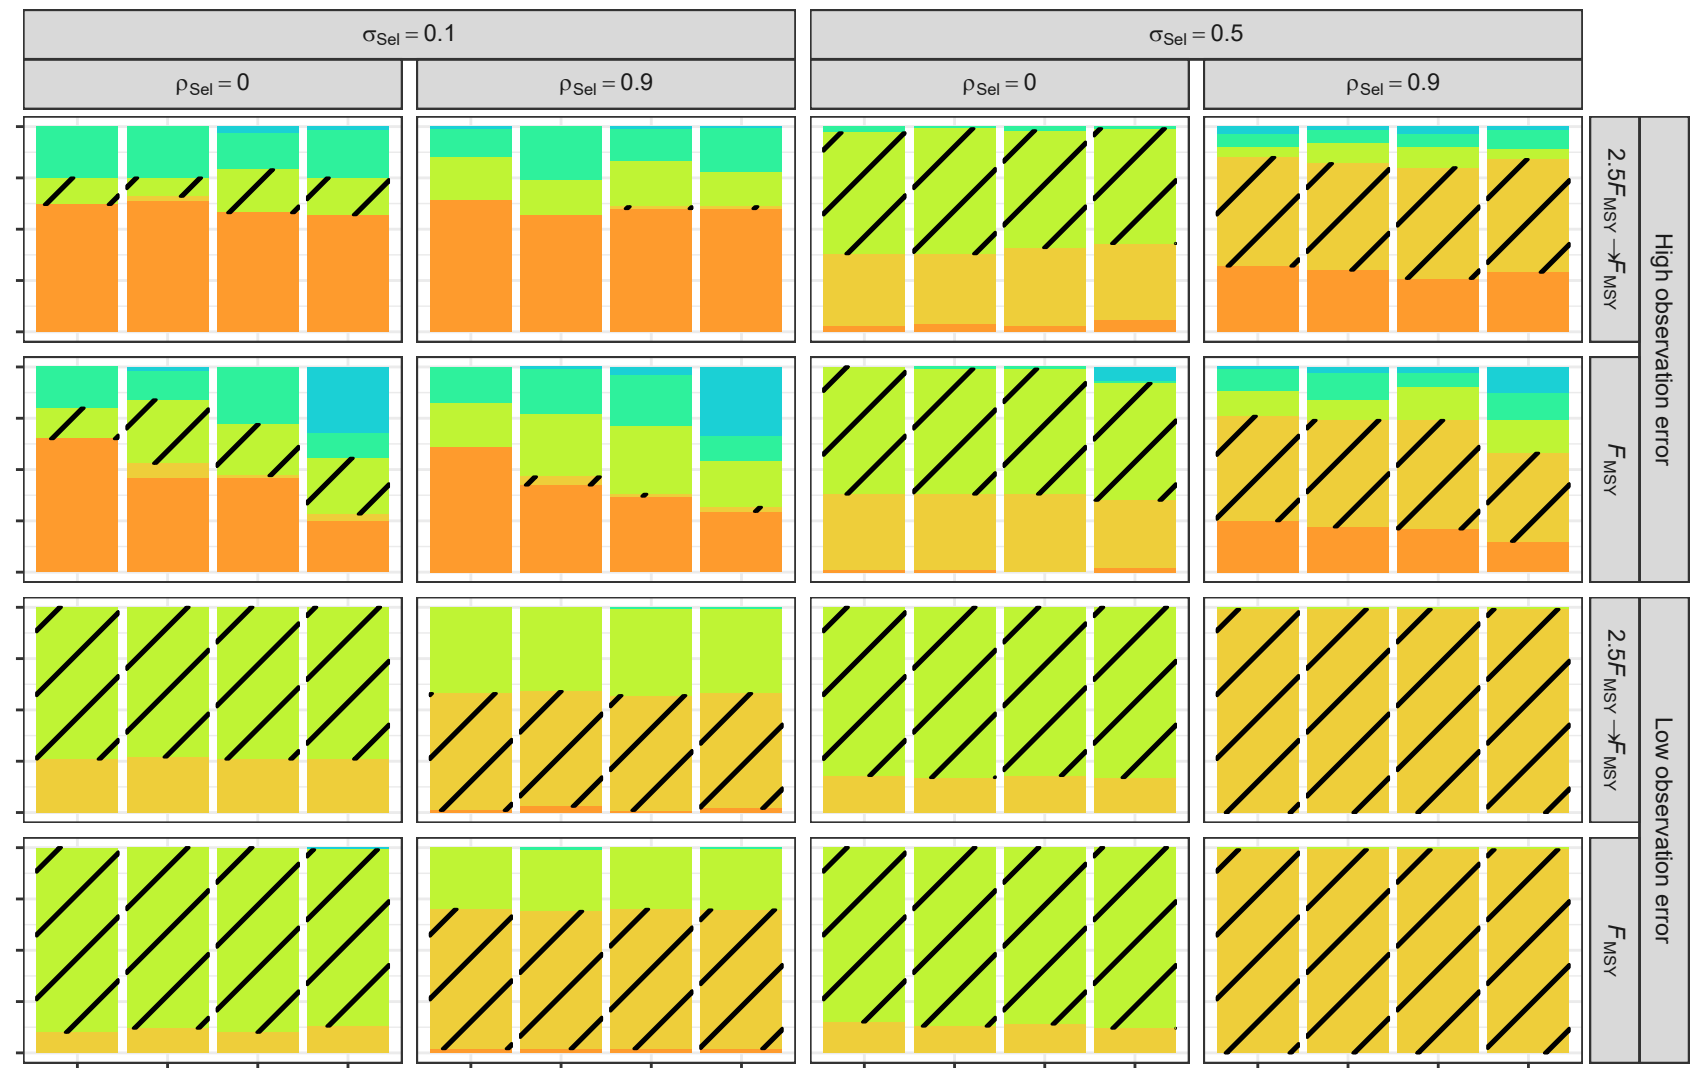 σSel = 0.1
σSel = 0.5
ρSel = 0
ρSel = 0.9
ρSel = 0
ρSel = 0.9
2.5FMSY→FMSY
High observation error
FMSY
2.5FMSY→FMSY
Low observation error
FMSY